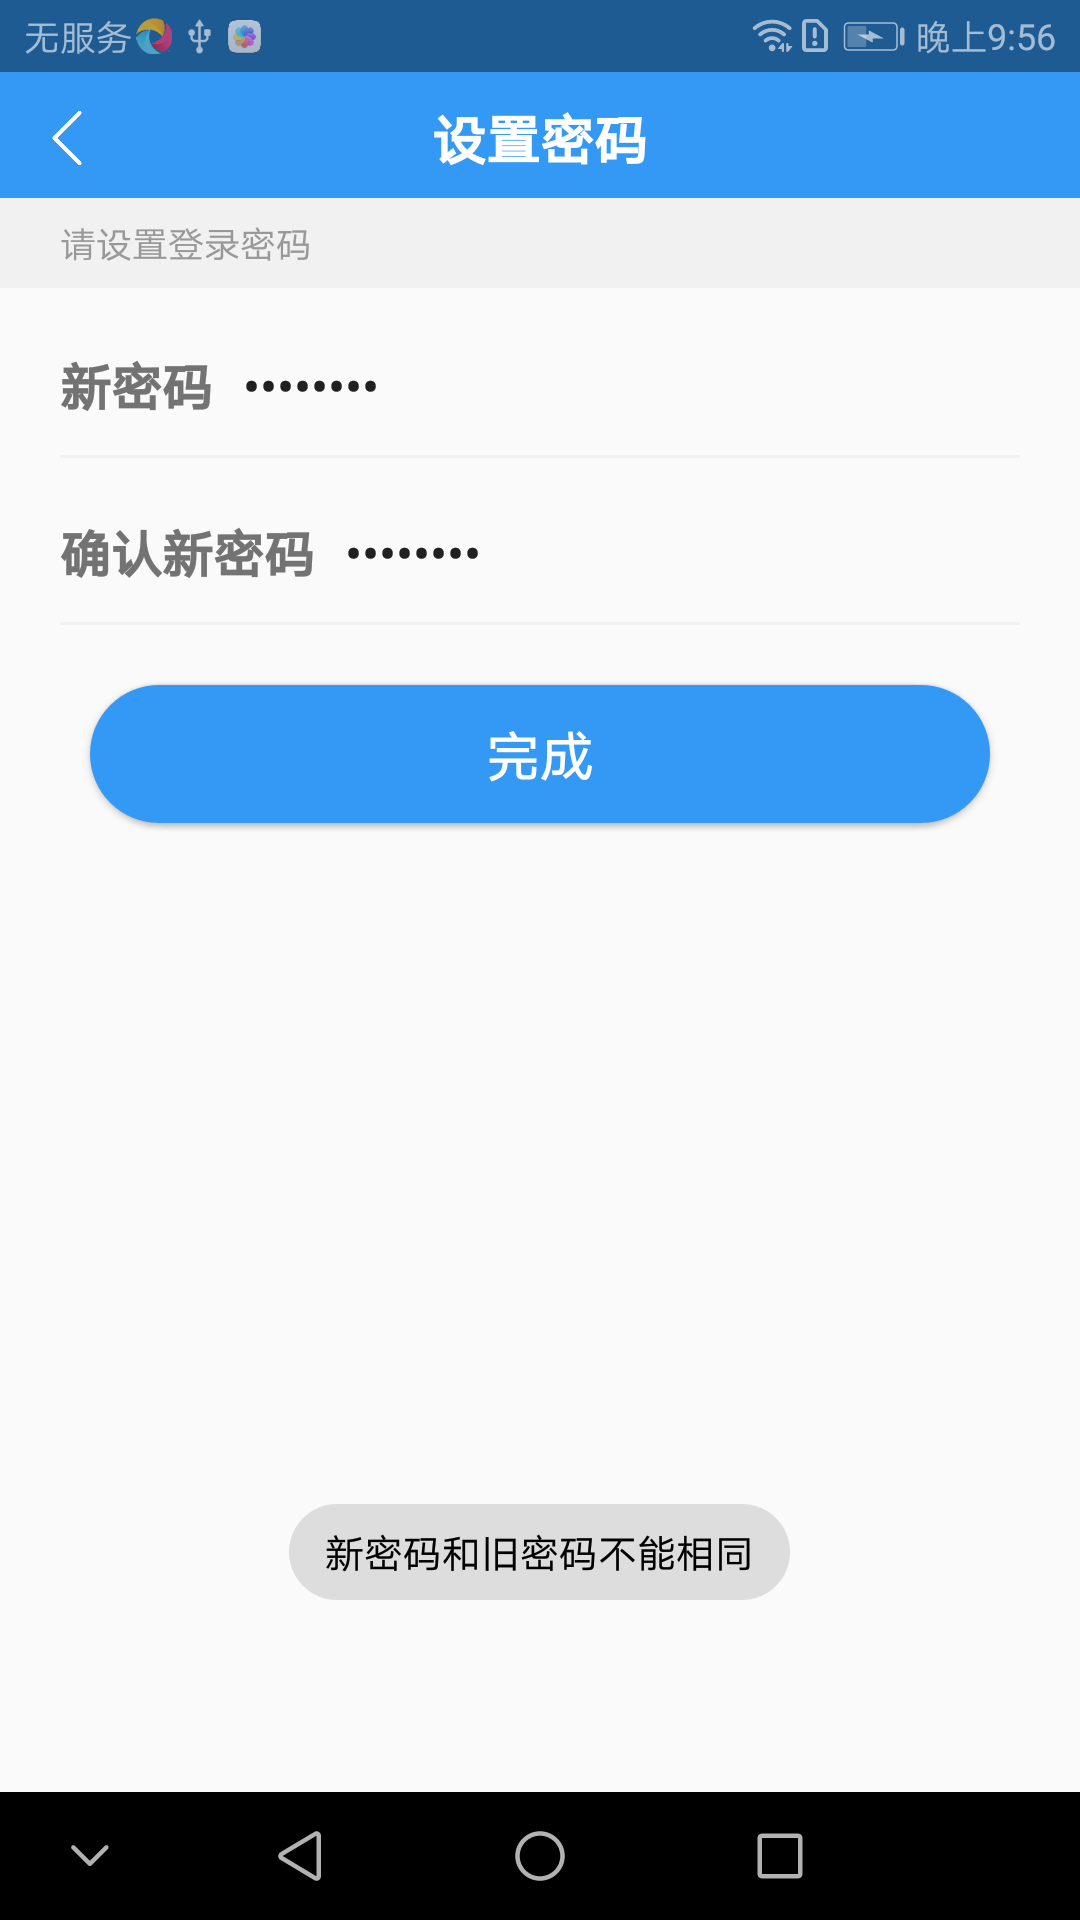 无服务 晚上9:56
设置密码
请设置登录密码
新密码 ••••••••
确认新密码 ••••••••
完成
新密码和旧密码不能相同